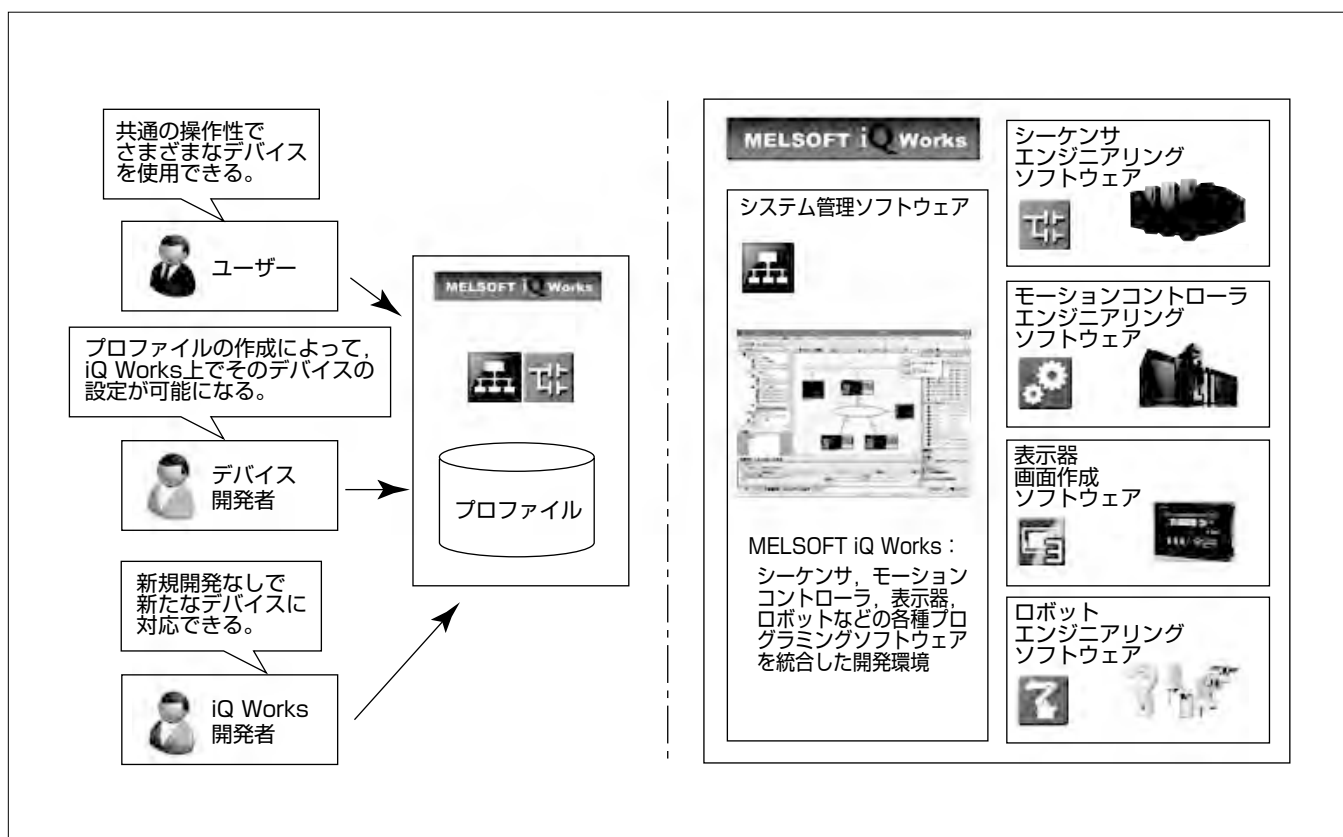 共通の操作性で
さまざまなデバイス
を使用できる。
ユーザー
プロファイルの作成によって，
iQ Works上でそのデバイスの
設定が可能になる。
デバイス
開発者
新規開発なしで
新たなデバイスに
対応できる。
iQ Works
開発者
MELSOFT iQ Works
プロファイル
MELSOFT iQ Works
システム管理ソフトウェア
MELSOFT iQ Works：
シーケンサ，モーション
コントローラ，表示器，
ロボットなどの各種プロ
グラミングソフトウェア
を統合した開発環境
シーケンサ
エンジニアリング
ソフトウェア
モーションコントローラ
エンジニアリング
ソフトウェア
表示器
画面作成
ソフトウェア
ロボット
エンジニアリング
ソフトウェア